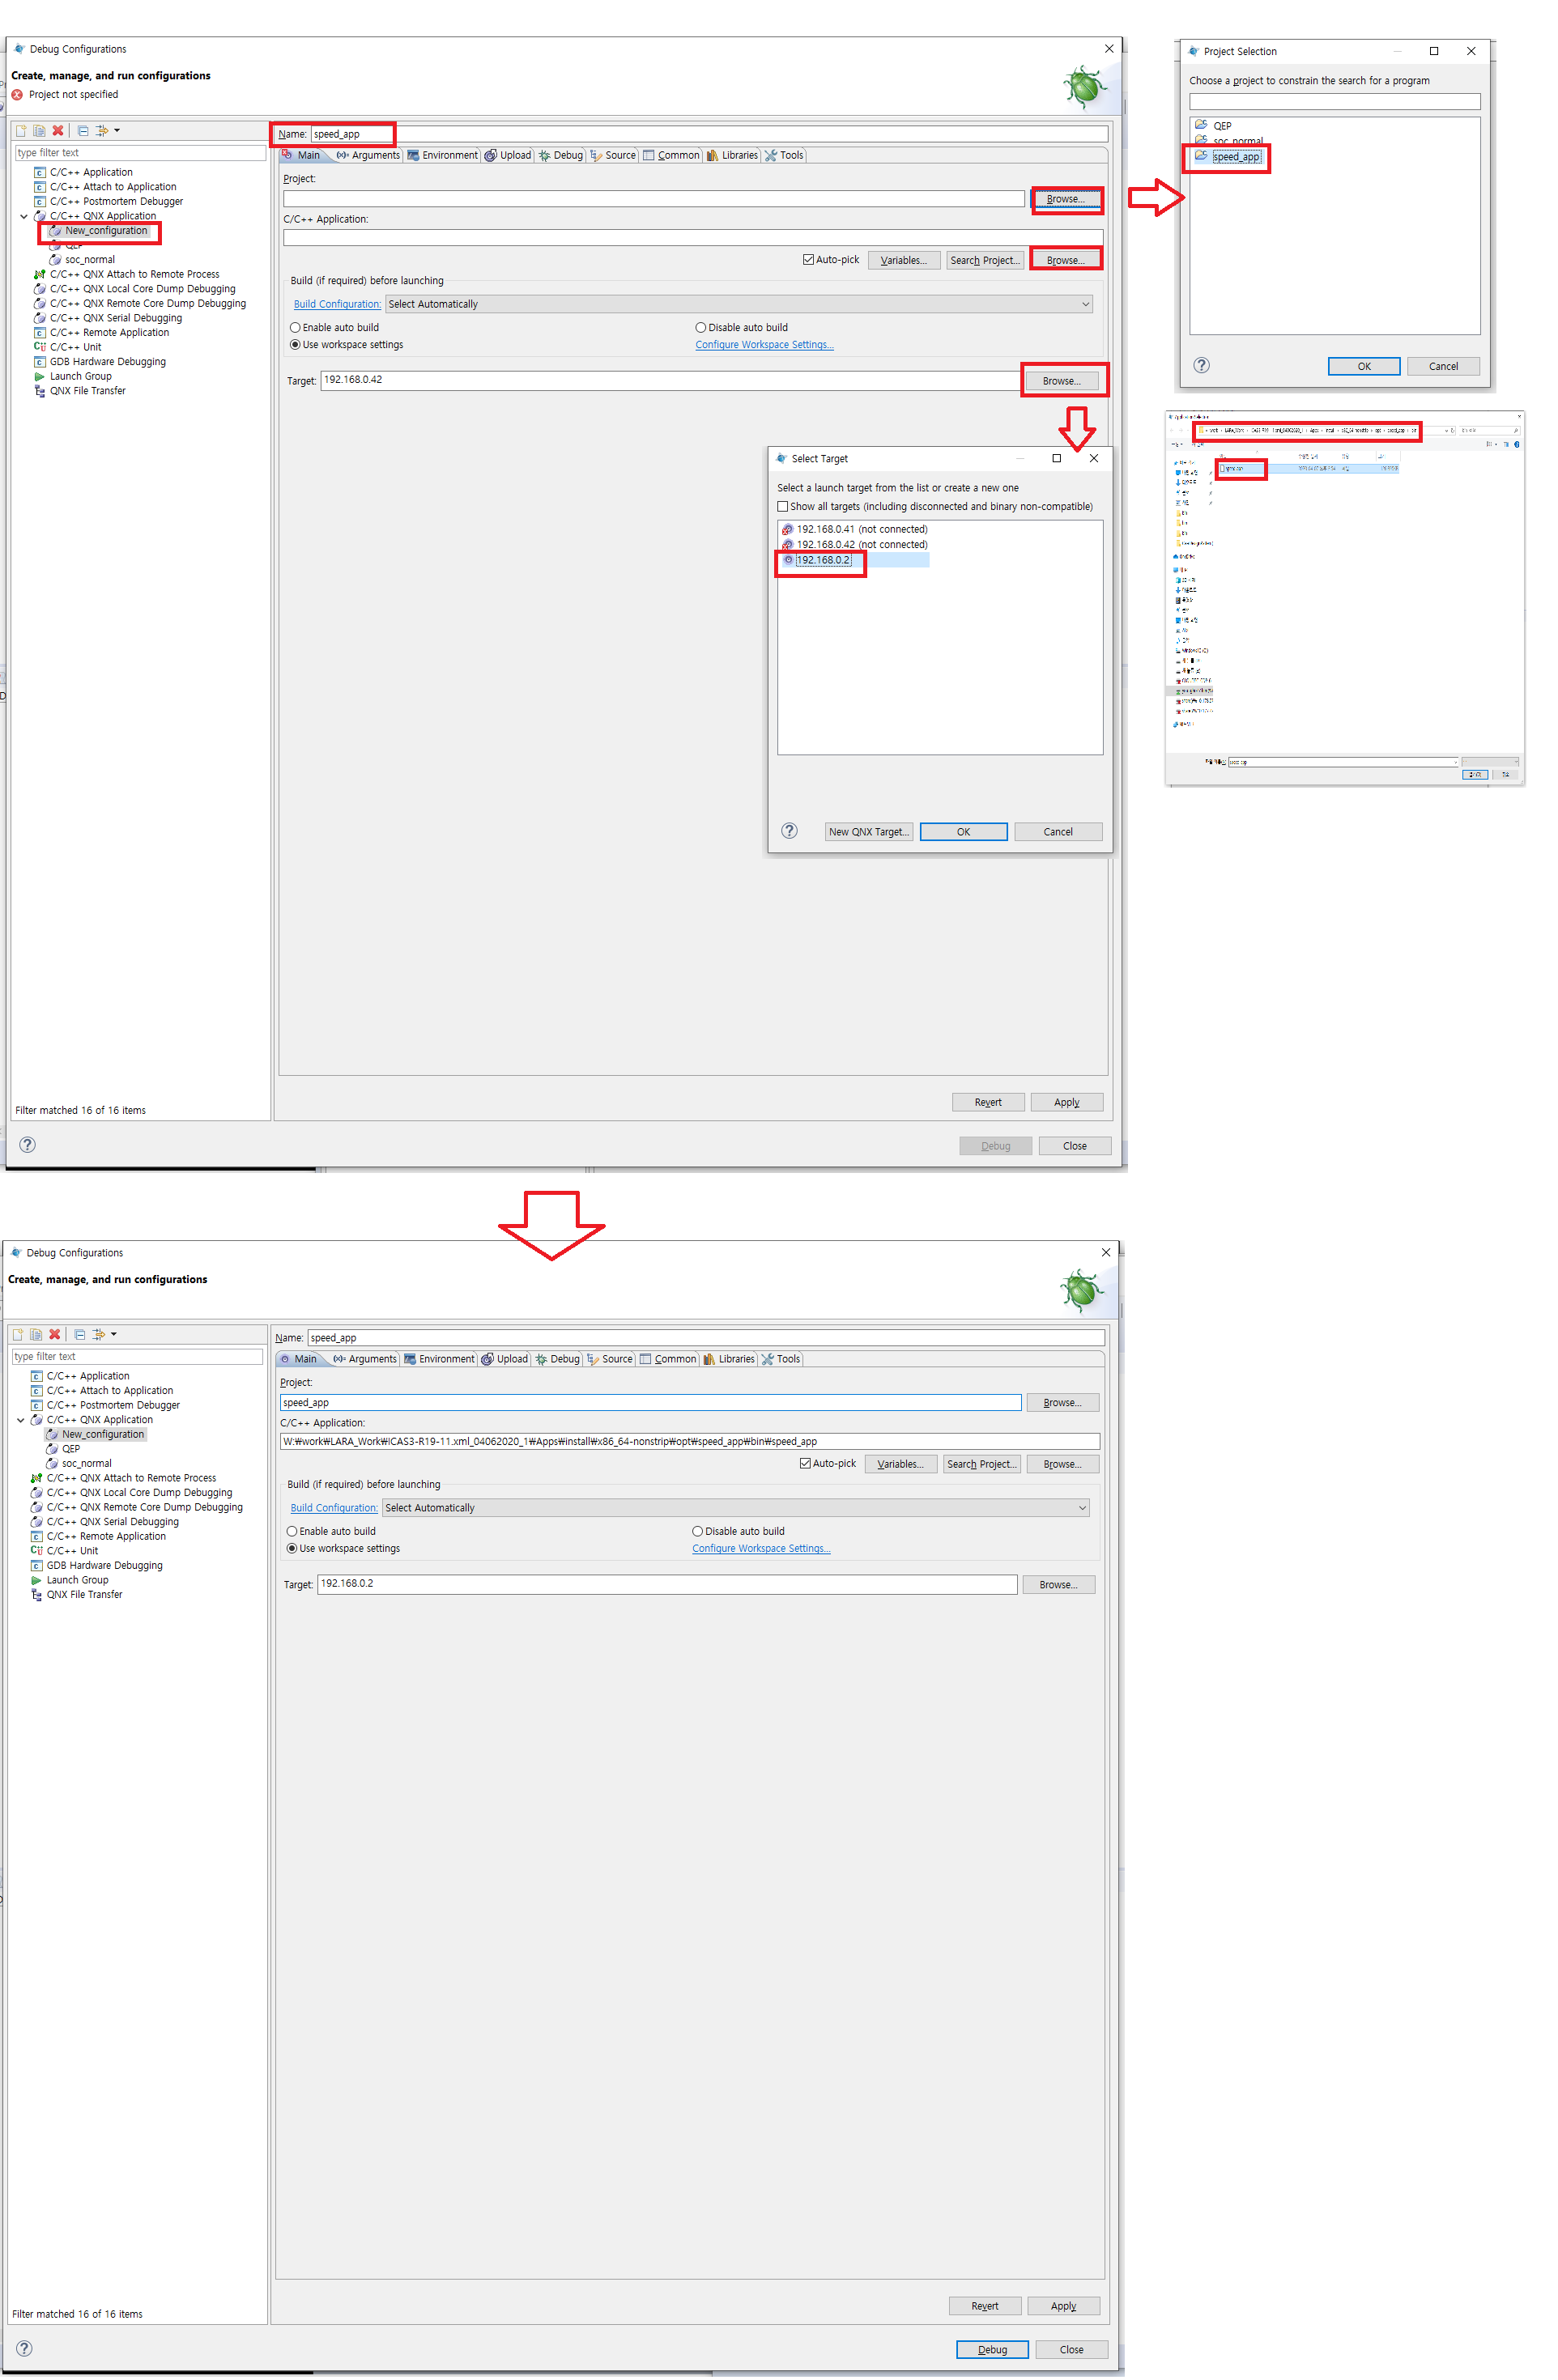 Debug Configurations
Create, manage, and run configurations
Project not specified
type filter text
C/C++ Application
C/C++ Attach to Application
C/C++ Postmortem Debugger
C/C++ QNX Application
New_configuration
QEP
soc_normal
C/C++ QNX Attach to Remote Process
C/C++ QNX Local Core Dump Debugging
C/C++ QNX Remote Core Dump Debugging
C/C++ QNX Serial Debugging
C/C++ Remote Application
C/C++ Unit
GDB Hardware Debugging
Launch Group
QNX File Transfer
Filter matched 16 of 16 items
Name: speed_app
Main (x)= Arguments Environment Upload Debug Source Common Libraries Tools
Project:
Browse...
C/C++ Application:
Auto-pick Variables... Search Project... Browse...
Build (if required) before launching
Build Configuration: Select Automatically
Enable auto build Disable auto build
Use workspace settings Configure Workspace Settings...
Target: 192.168.0.42 Browse...
Revert Apply
Debug Close
Project Selection
Choose a project to constrain the search for a program
QEP
soc_normal
speed_app
OK Cancel
Select Target
Select a launch target from the list or create a new one
Show all targets (including disconnected and binary non-compatible)
192.168.0.41 (not connected)
192.168.0.42 (not connected)
192.168.0.2
New QNX Target... OK Cancel
Debug Configurations
Create, manage, and run configurations
type filter text
C/C++ Application
C/C++ Attach to Application
C/C++ Postmortem Debugger
C/C++ QNX Application
New_configuration
QEP
soc_normal
C/C++ QNX Attach to Remote Process
C/C++ QNX Local Core Dump Debugging
C/C++ QNX Remote Core Dump Debugging
C/C++ QNX Serial Debugging
C/C++ Remote Application
C/C++ Unit
GDB Hardware Debugging
Launch Group
QNX File Transfer
Filter matched 16 of 16 items
Name: speed_app
Main (x)= Arguments Environment Upload Debug Source Common Libraries Tools
Project:
speed_app Browse...
C/C++ Application:
W:₩work₩LARA_Work₩ICAS3-R19-11.xml_04062020_1₩Apps₩install₩x86_64-nonstrip₩opt₩speed_app₩bin₩speed_app
Auto-pick Variables... Search Project... Browse...
Build (if required) before launching
Build Configuration: Select Automatically
Enable auto build Disable auto build
Use workspace settings Configure Workspace Settings...
Target: 192.168.0.2 Browse...
Revert Apply
Debug Close